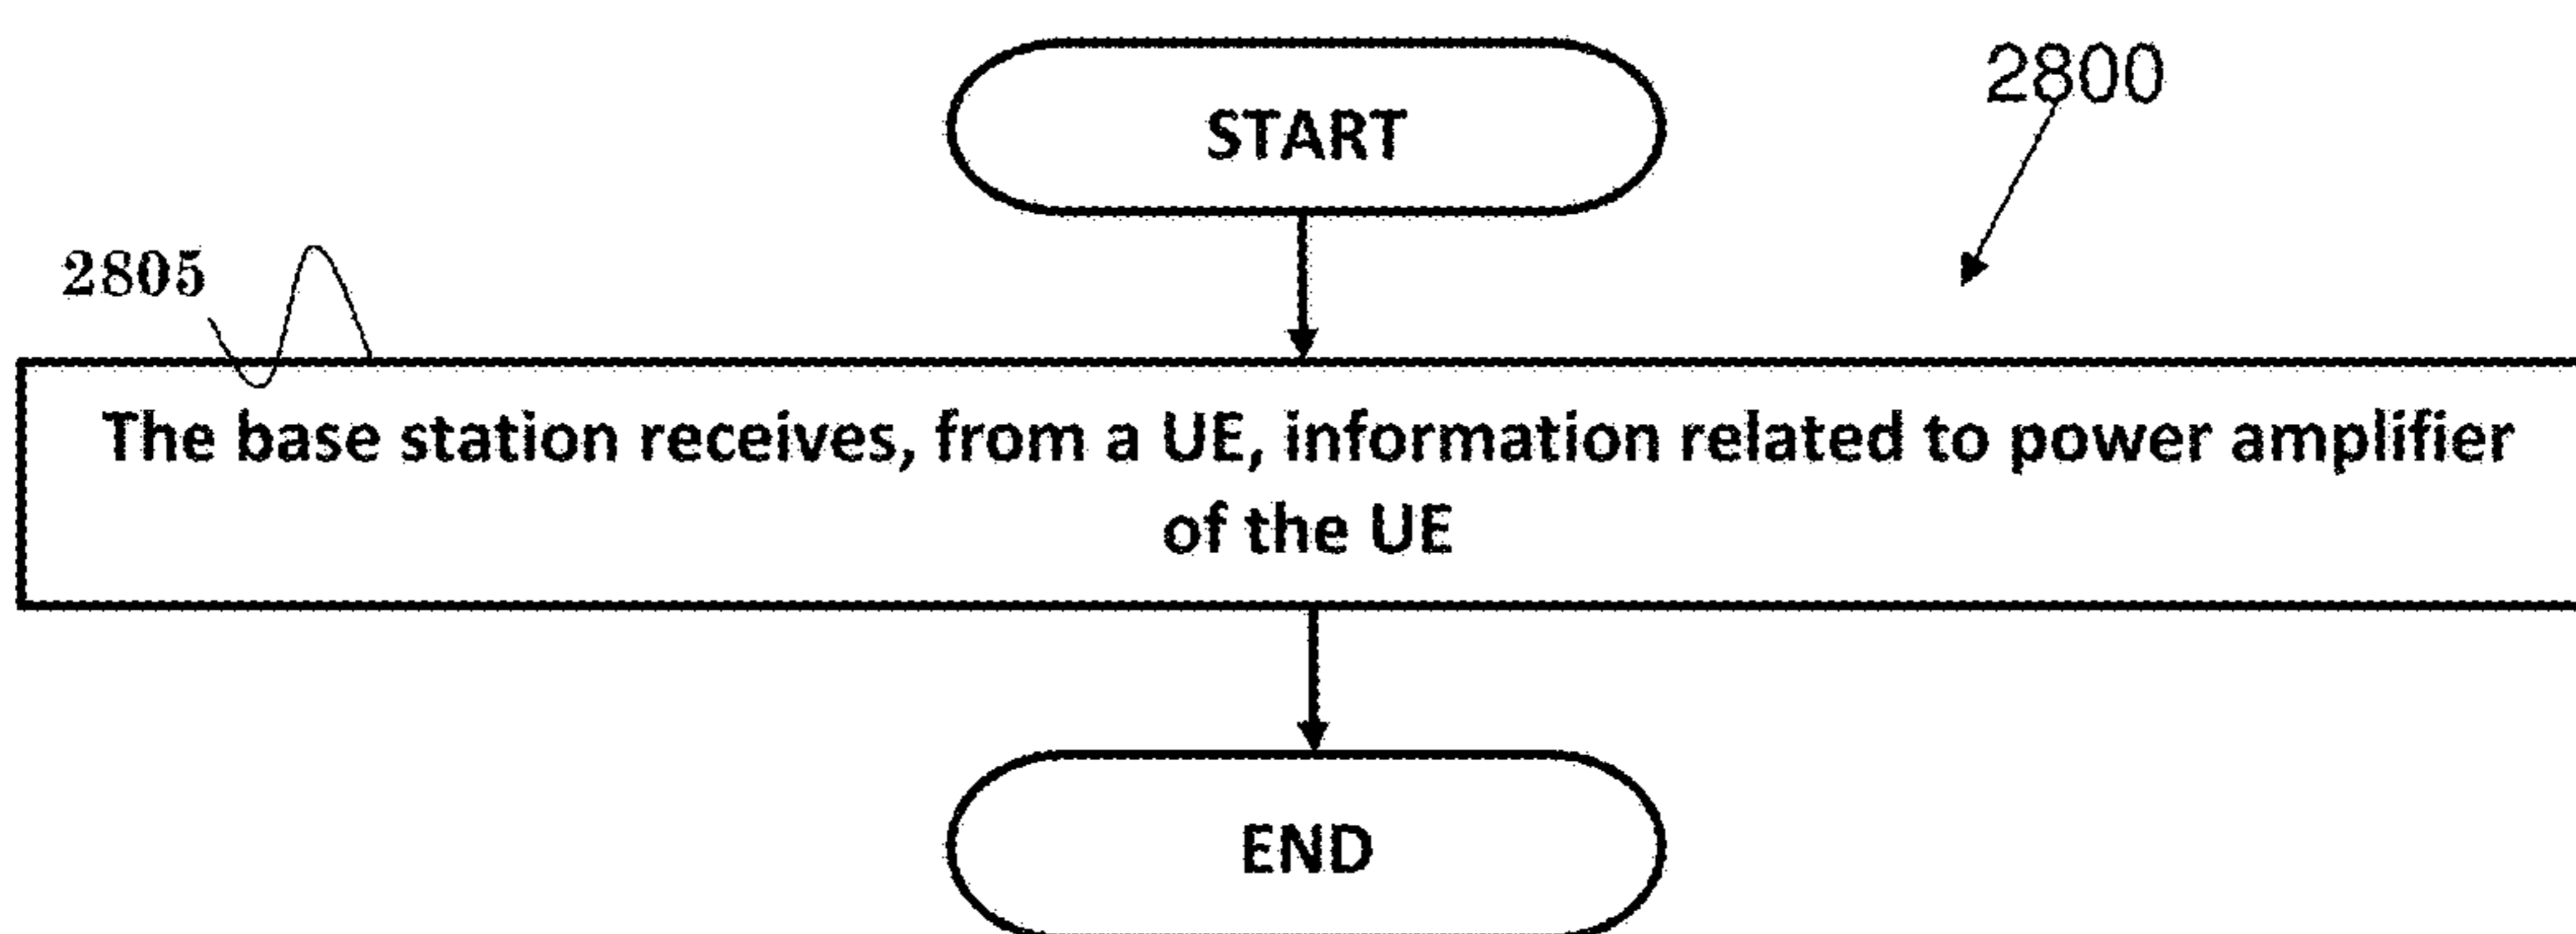 2800
START
2805
The base station receives, from a UE, information related to power amplifier
of the UE
END